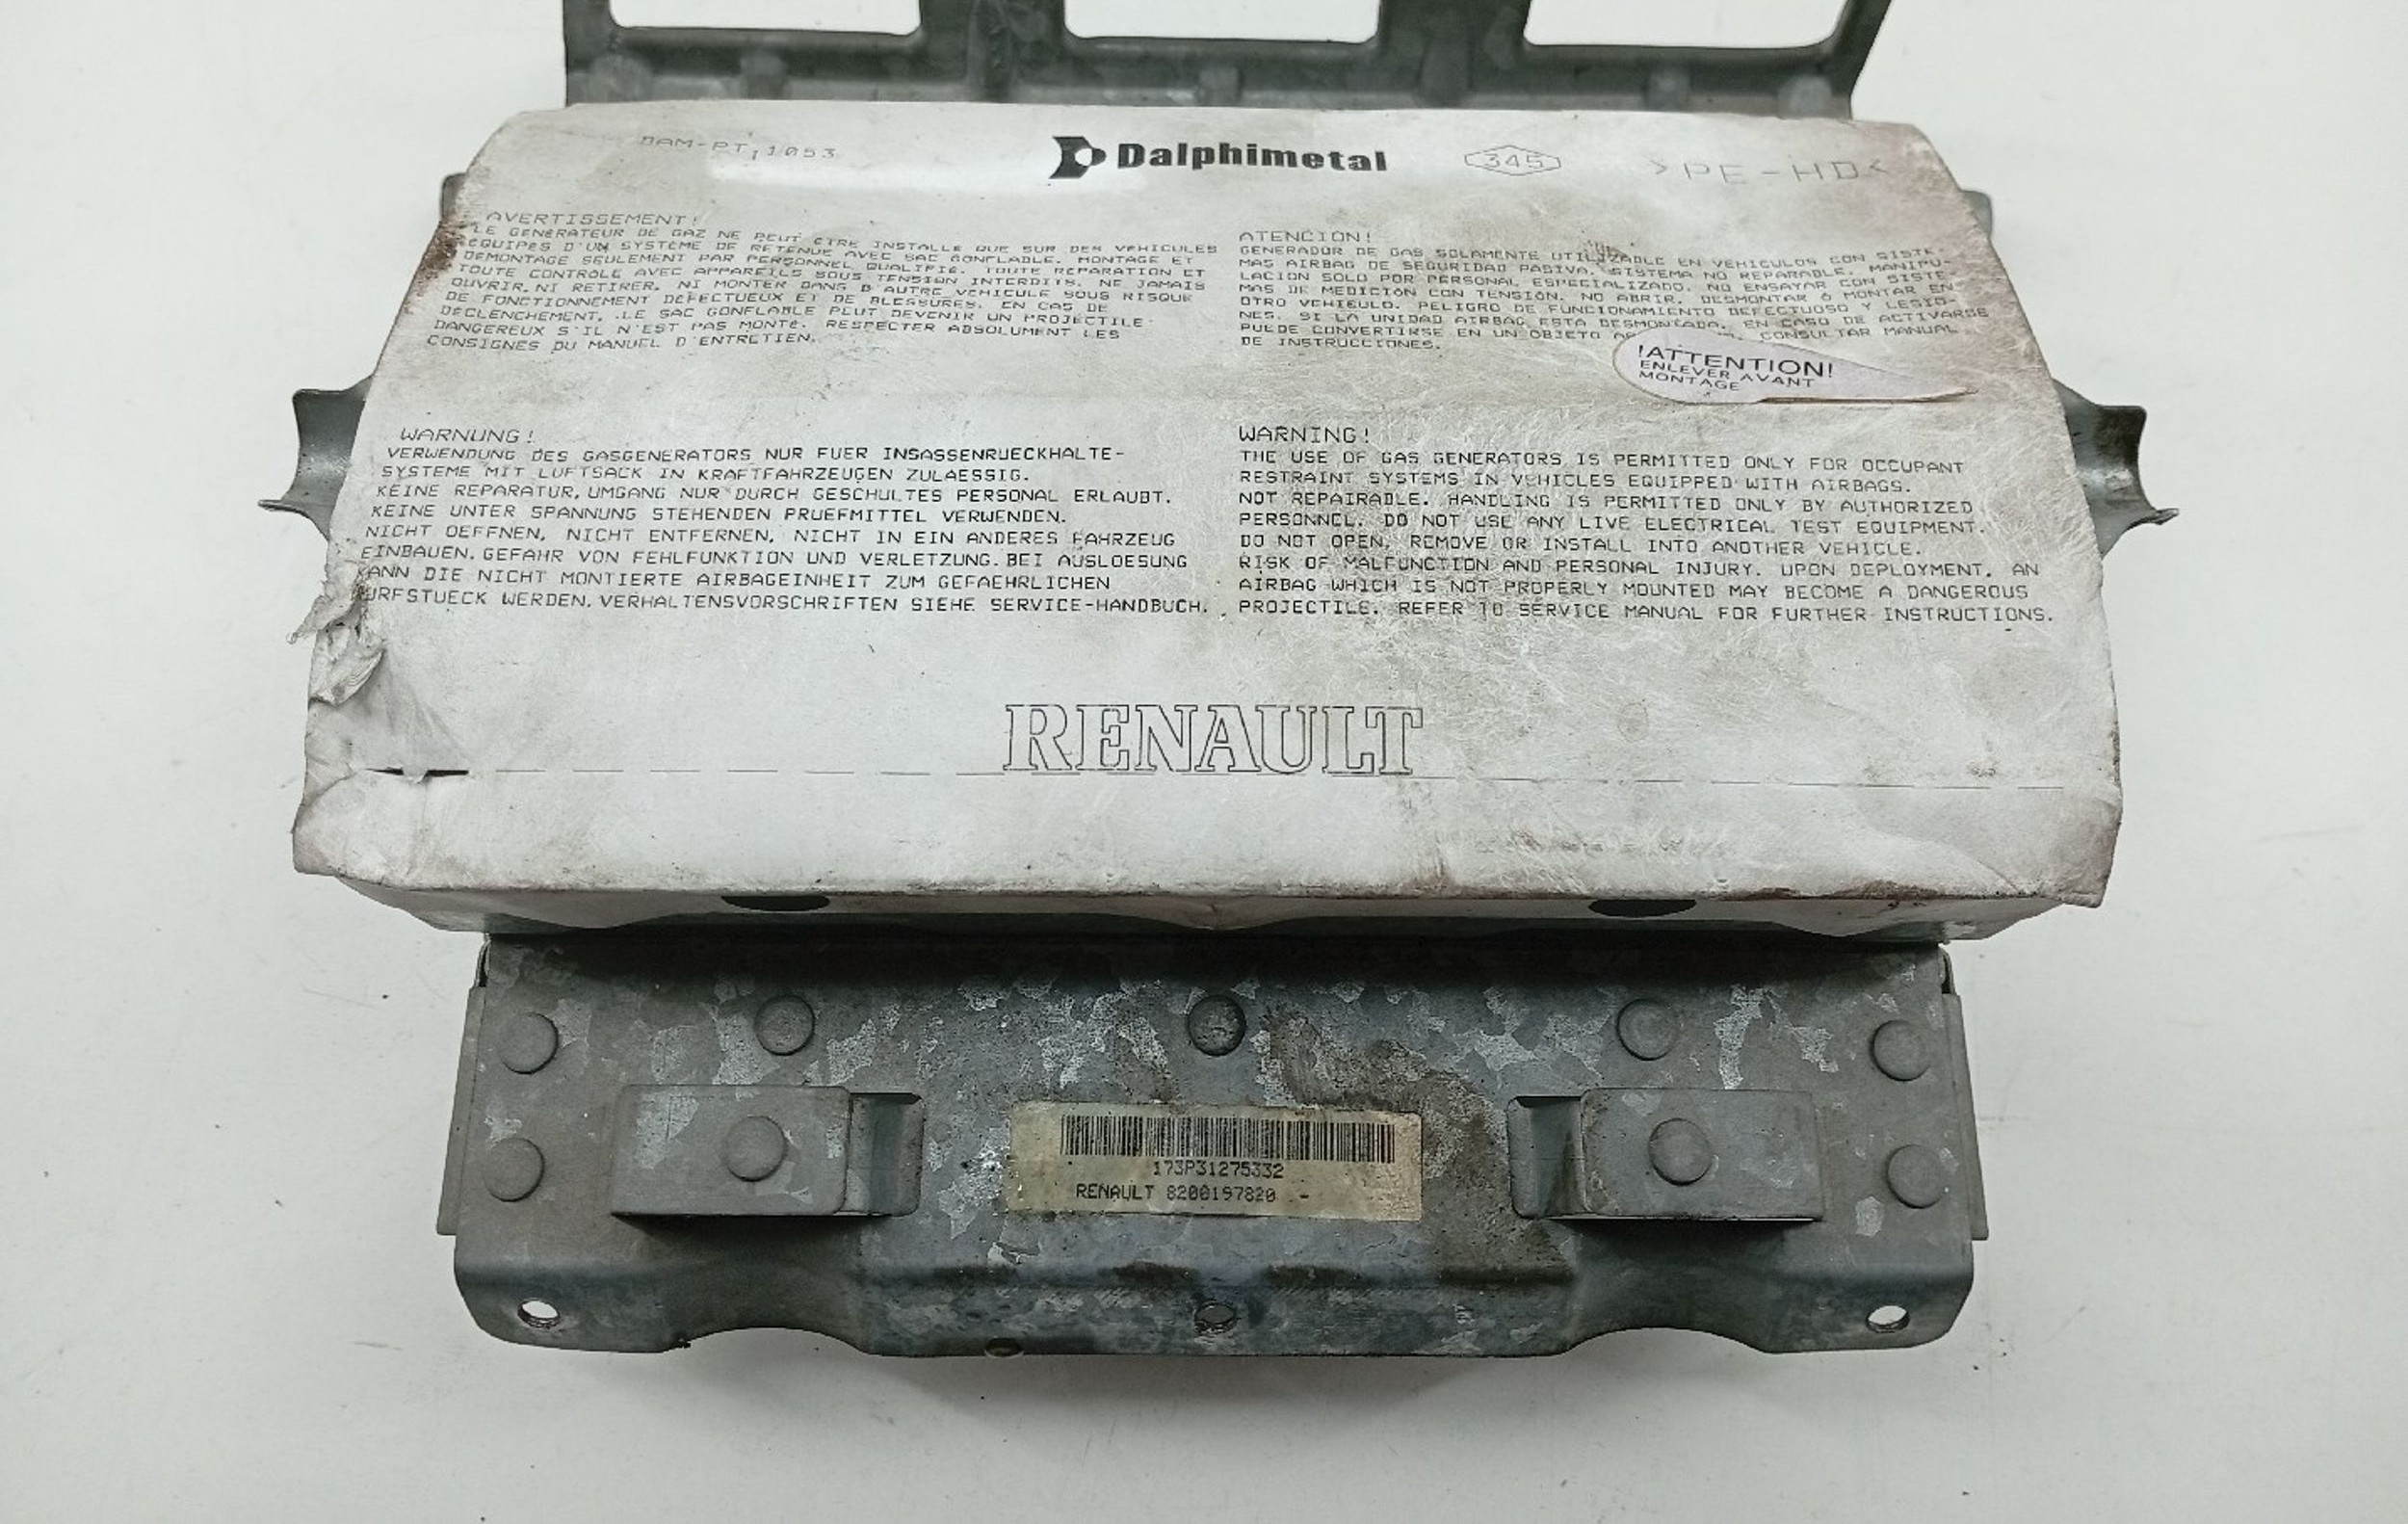 BAM-PT 1053
Dalphimetal
345
>PE-HD<
AVERTISSEMENT!
LE GENERATEUR DE GAZ NE PEUT ETRE INSTALLE QUE SUR DES VEHICULES
EQUIPES D'UN SYSTEME DE RETENUE AVEC SAC GONFLABLE. MONTAGE ET
DEMONTAGE SEULEMENT PAR PERSONNEL QUALIFIE. TOUTE REPARATION ET
TOUTE CONTROLE AVEC APPAREILS SOUS TENSION INTERDITS. NE JAMAIS
OUVRIR, NI RETIRER, NI MONTER DANS D'AUTRE VEHICULE SOUS RISQUE
DE FONCTIONNEMENT DEFECTUEUX ET DE BLESSURES. EN CAS DE
DECLENCHEMENT, LE SAC GONFLABLE PEUT DEVENIR UN PROJECTILE
DANGEREUX S'IL N'EST PAS MONTE. RESPECTER ABSOLUMENT LES
CONSIGNES DU MANUEL D'ENTRETIEN.
ATENCION!
GENERADOR DE GAS SOLAMENTE UTILIZABLE EN VEHICULOS CON SISTE-
MAS AIRBAG DE SEGURIDAD PASIVA. SISTEMA NO REPARABLE. MANIPU-
LACION SOLO POR PERSONAL ESPECIALIZADO. NO ENSAYAR CON SISTE-
MAS DE MEDICION CON TENSION. NO ABRIR, DESMONTAR O MONTAR EN
OTRO VEHICULO. PELIGRO DE FUNCIONAMIENTO DEFECTUOSO Y LESIO-
NES. SI LA UNIDAD AIRBAG ESTA DESMONTADA, EN CASO DE ACTIVARSE
PUEDE CONVERTIRSE EN UN OBJETO CONSULTAR MANUAL
DE INSTRUCCIONES.
!ATTENTION!
ENLEVER AVANT
MONTAGE
WARNUNG!
VERWENDUNG DES GASGENERATORS NUR FUER INSASSENRUECKHALTE-
SYSTEME MIT LUFTSACK IN KRAFTFAHRZEUGEN ZULAESSIG.
KEINE REPARATUR, UMGANG NUR DURCH GESCHULTES PERSONAL ERLAUBT.
KEINE UNTER SPANNUNG STEHENDEN PRUEFMITTEL VERWENDEN.
NICHT OEFFNEN, NICHT ENTFERNEN, NICHT IN EIN ANDERES FAHRZEUG
EINBAUEN. GEFAHR VON FEHLFUNKTION UND VERLETZUNG. BEI AUSLOESUNG
KANN DIE NICHT MONTIERTE AIRBAGEINHEIT ZUM GEFAEHRLICHEN
URFSTUECK WERDEN. VERHALTENSVORSCHRIFTEN SIEHE SERVICE-HANDBUCH.
WARNING!
THE USE OF GAS GENERATORS IS PERMITTED ONLY FOR OCCUPANT
RESTRAINT SYSTEMS IN VEHICLES EQUIPPED WITH AIRBAGS.
NOT REPAIRABLE. HANDLING IS PERMITTED ONLY BY AUTHORIZED
PERSONNEL. DO NOT USE ANY LIVE ELECTRICAL TEST EQUIPMENT.
DO NOT OPEN, REMOVE OR INSTALL INTO ANOTHER VEHICLE.
RISK OF MALFUNCTION AND PERSONAL INJURY. UPON DEPLOYMENT, AN
AIRBAG WHICH IS NOT PROPERLY MOUNTED MAY BECOME A DANGEROUS
PROJECTILE. REFER TO SERVICE MANUAL FOR FURTHER INSTRUCTIONS.
RENAULT
173P31275332
RENAULT 8200197820 -